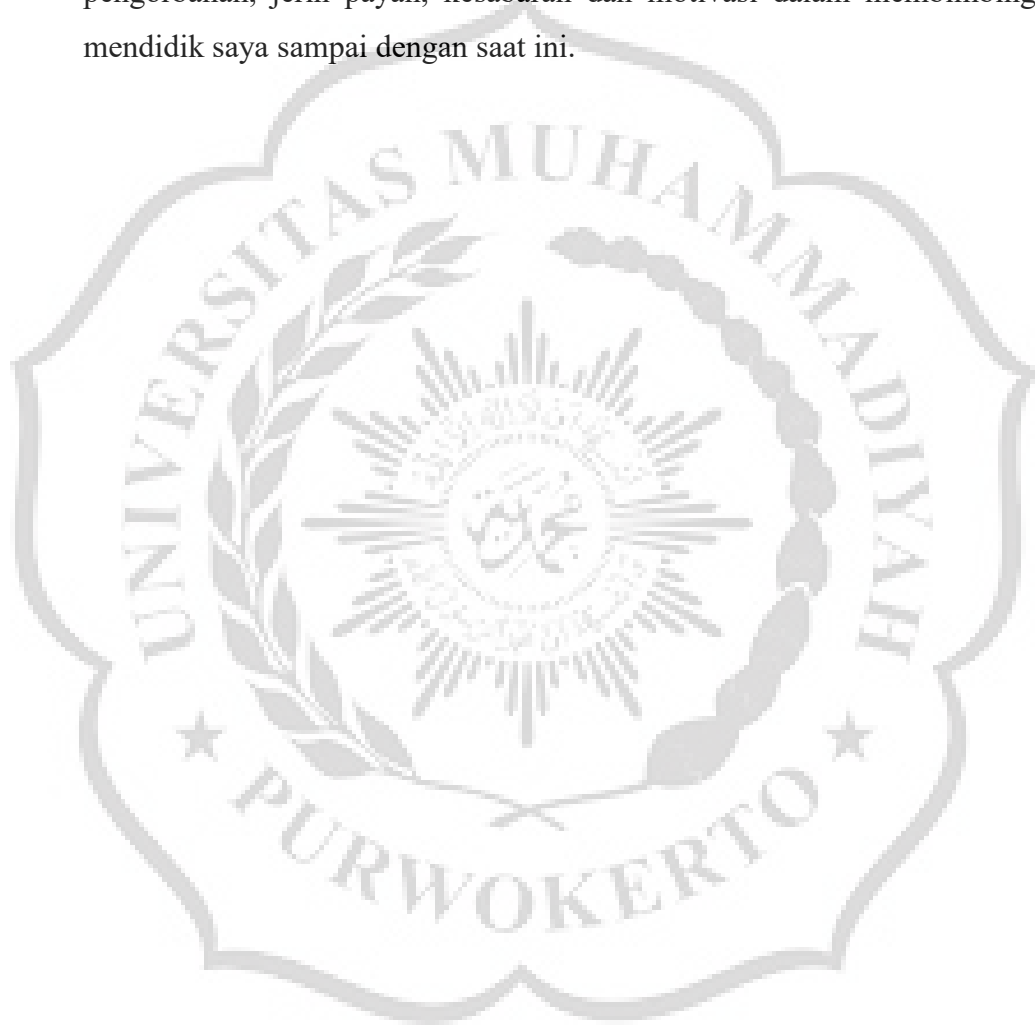 pengorbanan, jerih payah, kesabaran dan motivasi dalam membimbing
mendidik saya sampai dengan saat ini.
UNIVERSITAS MUHAMMADIYAH
PURWOKERTO